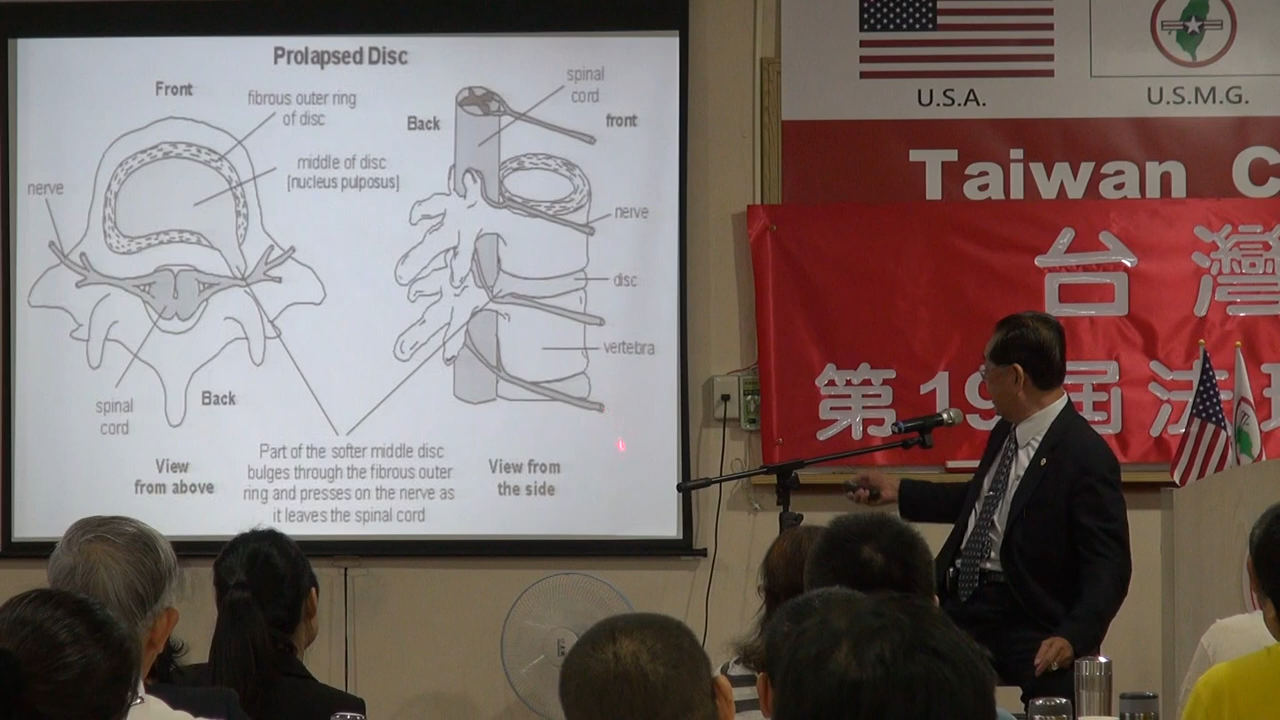 Prolapsed Disc
Front
fibrous outer ring
of disc
middle of disc
[nucleus pulposus]
nerve
spinal
cord
Back
View
from above
Part of the softer middle disc
bulges through the fibrous outer
ring and presses on the nerve as
it leaves the spinal cord
spinal
cord
Back
front
nerve
disc
vertebra
View from
the side
U.S.A.
U.S.M.G.
Taiwan C
台灣
第19屆法理